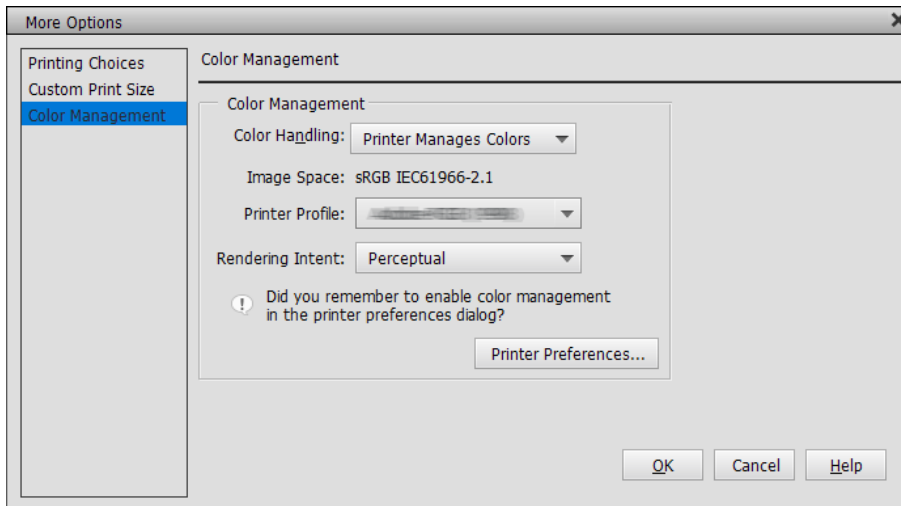 More Options
Printing Choices
Custom Print Size
Color Management
Color Management
Color Management
Color Handling: Printer Manages Colors
Image Space: sRGB IEC61966-2.1
Printer Profile:
Rendering Intent: Perceptual
Did you remember to enable color management
in the printer preferences dialog?
Printer Preferences...
OK Cancel Help